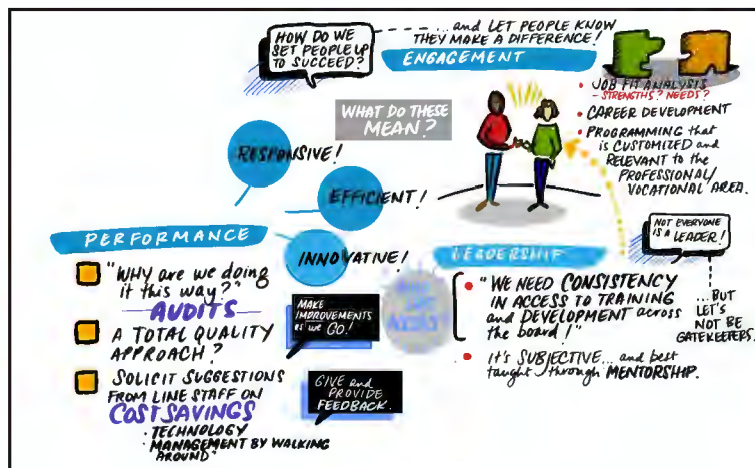 HOW DO WE
SET PEOPLE UP
TO SUCCEED?
...and LET PEOPLE KNOW
THEY MAKE A DIFFERENCE!
ENGAGEMENT
• JOB FIT ANALYSIS
- STRENGTHS? NEEDS?
• CAREER DEVELOPMENT
• PROGRAMMING that
is CUSTOMIZED and
RELEVANT to the
PROFESSIONAL/
VOCATIONAL AREA.
WHAT DO THESE
MEAN?
RESPONSIVE!
EFFICIENT!
INNOVATIVE!
PERFORMANCE
"WHY are we doing
it this way?"
AUDITS
A TOTAL QUALITY
APPROACH?
SOLICIT SUGGESTIONS
FROM LINE STAFF ON
COST SAVINGS
• TECHNOLOGY
• MANAGEMENT BY WALKING
AROUND"
MAKE
IMPROVEMENTS
as we GO!
GIVE and
PROVIDE
FEEDBACK.
LEADERSHIP
• "WE NEED CONSISTENCY
IN ACCESS TO TRAINING
and DEVELOPMENT across
the board!"
• It's SUBJECTIVE... and best
taught through MENTORSHIP.
NOT EVERYONE
IS A LEADER!
...BUT
LET'S
NOT BE
GATEKEEPERS.